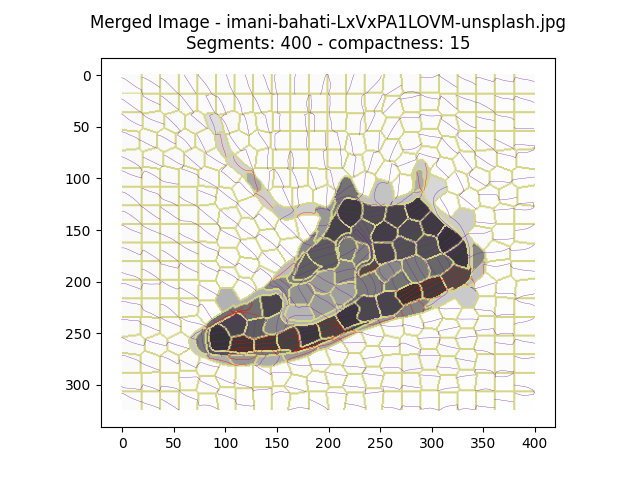 Merged Image - imani-bahati-LxVxPA1LOVM-unsplash.jpg
Segments: 400 - compactness: 15
0
50
100
150
200
250
300
0 50 100 150 200 250 300 350 400